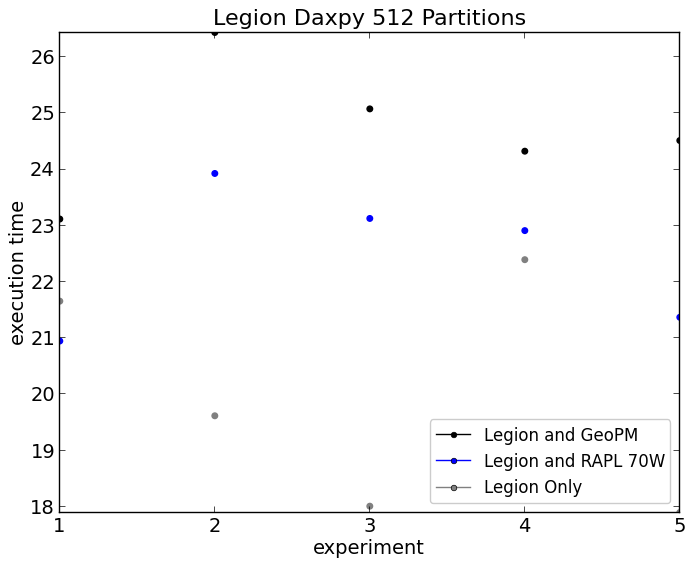 Legion Daxpy 512 Partitions
execution time
26
25
24
23
22
21
20
19
18
1 2 3 4 5
experiment
Legion and GeoPM
Legion and RAPL 70W
Legion Only